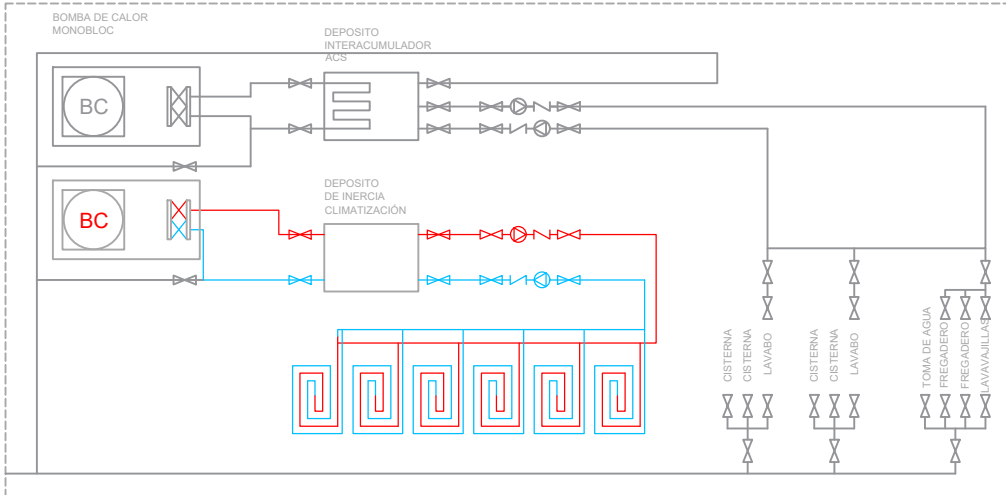 BOMBA DE CALOR
MONOBLOC
DEPOSITO
INTERACUMULADOR
ACS
BC
DEPOSITO
DE INERCIA
CLIMATIZACIÓN
BC
CISTERNA
CISTERNA
LAVABO
CISTERNA
CISTERNA
LAVABO
TOMA DE AGUA
FREGADERO
FREGADERO
LAVAVAJILLAS